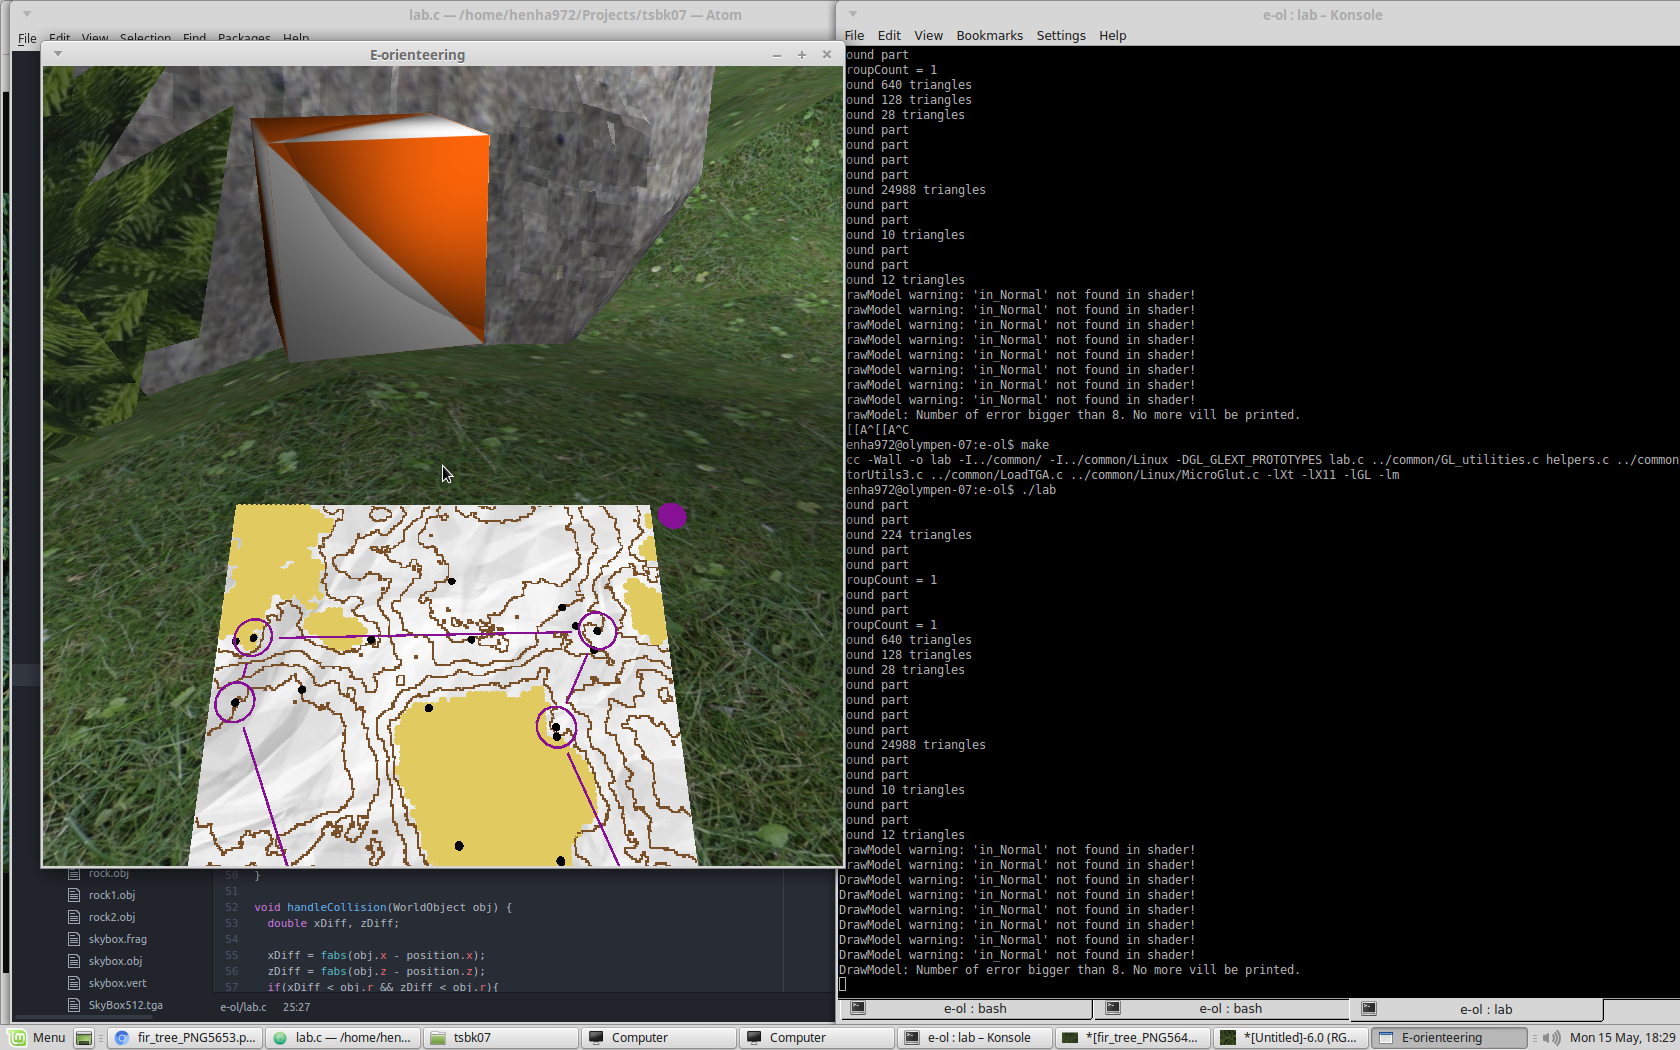 lab.c — /home/henha972/Projects/tsbk07 — Atom
File Edit View Selection Find Packages Help
E-orienteering
rock.obj
rock1.obj
rock2.obj
skybox.frag
skybox.obj
skybox.vert
SkyBox512.tga
50 }
51
52 void handleCollision(WorldObject obj) {
53 double xDiff, zDiff;
54
55 xDiff = fabs(obj.x - position.x);
56 zDiff = fabs(obj.z - position.z);
57 if(xDiff < obj.r && zDiff < obj.r){
e-ol/lab.c 25:27
e-ol : lab – Konsole
File Edit View Bookmarks Settings Help
ound part
roupCount = 1
ound 640 triangles
ound 128 triangles
ound 28 triangles
ound part
ound part
ound part
ound part
ound 24988 triangles
ound part
ound part
ound 10 triangles
ound part
ound part
ound 12 triangles
rawModel warning: 'in_Normal' not found in shader!
rawModel warning: 'in_Normal' not found in shader!
rawModel warning: 'in_Normal' not found in shader!
rawModel warning: 'in_Normal' not found in shader!
rawModel warning: 'in_Normal' not found in shader!
rawModel warning: 'in_Normal' not found in shader!
rawModel warning: 'in_Normal' not found in shader!
rawModel warning: 'in_Normal' not found in shader!
rawModel: Number of error bigger than 8. No more vill be printed.
[[A^[[A^C
enha972@olympen-07:e-ol$ make
cc -Wall -o lab -I../common/ -I../common/Linux -DGL_GLEXT_PROTOTYPES lab.c ../common/GL_utilities.c helpers.c ../common
torUtils3.c ../common/LoadTGA.c ../common/Linux/MicroGlut.c -lXt -lX11 -lGL -lm
enha972@olympen-07:e-ol$ ./lab
ound part
ound part
ound 224 triangles
ound part
ound part
roupCount = 1
ound part
ound part
roupCount = 1
ound 640 triangles
ound 128 triangles
ound 28 triangles
ound part
ound part
ound part
ound part
ound 24988 triangles
ound part
ound part
ound 10 triangles
ound part
ound part
ound 12 triangles
rawModel warning: 'in_Normal' not found in shader!
rawModel warning: 'in_Normal' not found in shader!
DrawModel warning: 'in_Normal' not found in shader!
DrawModel warning: 'in_Normal' not found in shader!
DrawModel warning: 'in_Normal' not found in shader!
DrawModel warning: 'in_Normal' not found in shader!
DrawModel warning: 'in_Normal' not found in shader!
DrawModel warning: 'in_Normal' not found in shader!
DrawModel: Number of error bigger than 8. No more vill be printed.
e-ol : bash e-ol : bash e-ol : lab
Menu fir_tree_PNG5653.p... lab.c — /home/hen... tsbk07 Computer Computer e-ol : lab – Konsole *[fir_tree_PNG564... *[Untitled]-6.0 (RG... E-orienteering Mon 15 May, 18:29